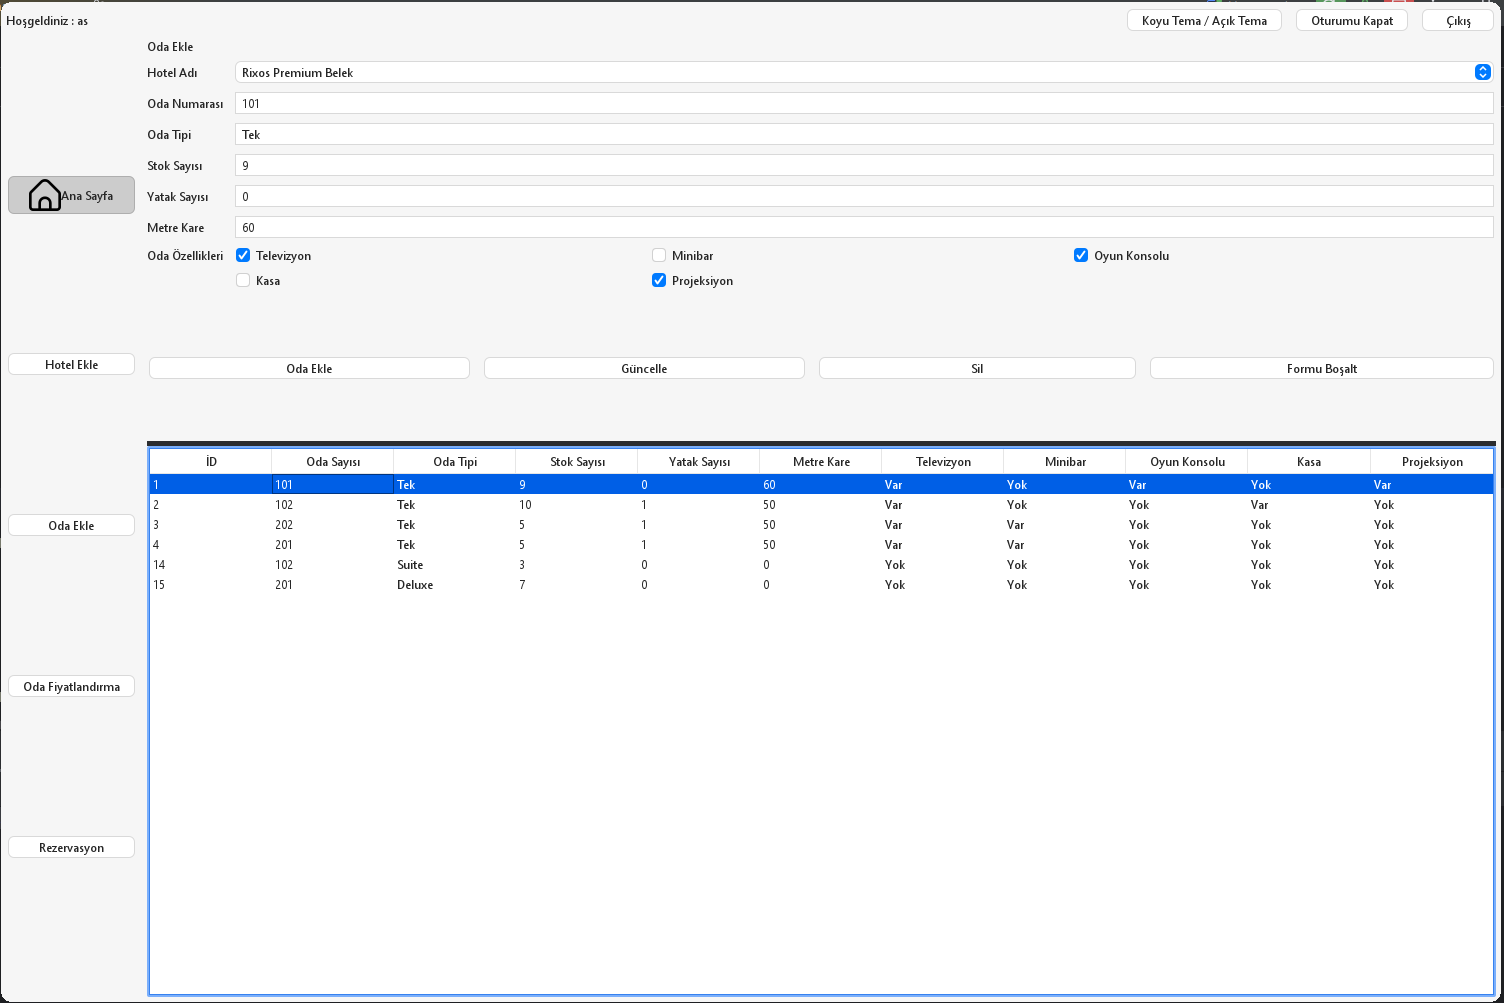 Hoşgeldiniz : as
Koyu Tema / Açık Tema
Oturumu Kapat
Çıkış
Oda Ekle
Hotel Adı Rixos Premium Belek
Oda Numarası 101
Oda Tipi Tek
Stok Sayısı 9
Ana Sayfa
Yatak Sayısı 0
Metre Kare 60
Oda Özellikleri Televizyon Minibar Oyun Konsolu
Kasa Projeksiyon
Hotel Ekle
Oda Ekle Güncelle Sil Formu Boşalt
İD Oda Sayısı Oda Tipi Stok Sayısı Yatak Sayısı Metre Kare Televizyon Minibar Oyun Konsolu Kasa Projeksiyon
1 101 Tek 9 0 60 Var Yok Var Yok Var
2 102 Tek 10 1 50 Var Yok Yok Var Yok
3 202 Tek 5 1 50 Var Var Yok Yok Yok
4 201 Tek 5 1 50 Var Var Yok Yok Yok
14 102 Suite 3 0 0 Yok Yok Yok Yok Yok
15 201 Deluxe 7 0 0 Yok Yok Yok Yok Yok
Oda Ekle
Oda Fiyatlandırma
Rezervasyon